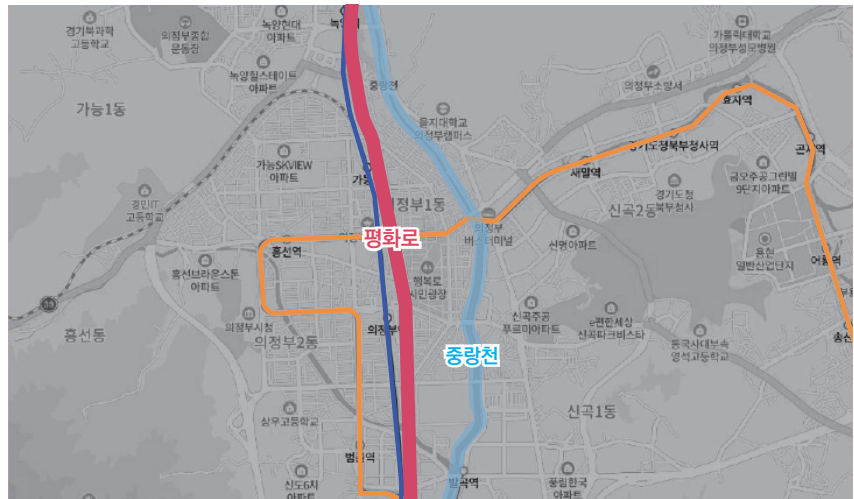 경기북과학
고등학교
의정부종합
운동장
녹양현대
아파트
녹양힐스테이트
아파트
중랑천
을지대학교
의정부캠퍼스
가톨릭대학교
의정부성모병원
의정부소방서
효자역
가능1동
가능SKVIEW
아파트
경민IT
고등학교
의정부1동
새말역
경기도청북부청사역
곤제역
금오주공그린빌
9단지아파트
경기도청
북부청사
신곡2동
의정부
버스터미널
신명아파트
용현
일반산업단지
어룡역
평화로
흥선역
흥선브라운스톤
아파트
행복로
시민광장
39
흥선동
의정부시청
의정부2동
신곡주공
푸르미아파트
e편한세상
신곡파크비스타
동국사대부속
영석고등학교
송산
중랑천
신곡1동
상우고등학교
범골역
발곡역
신도6차
아파트
풍림한국
아파트